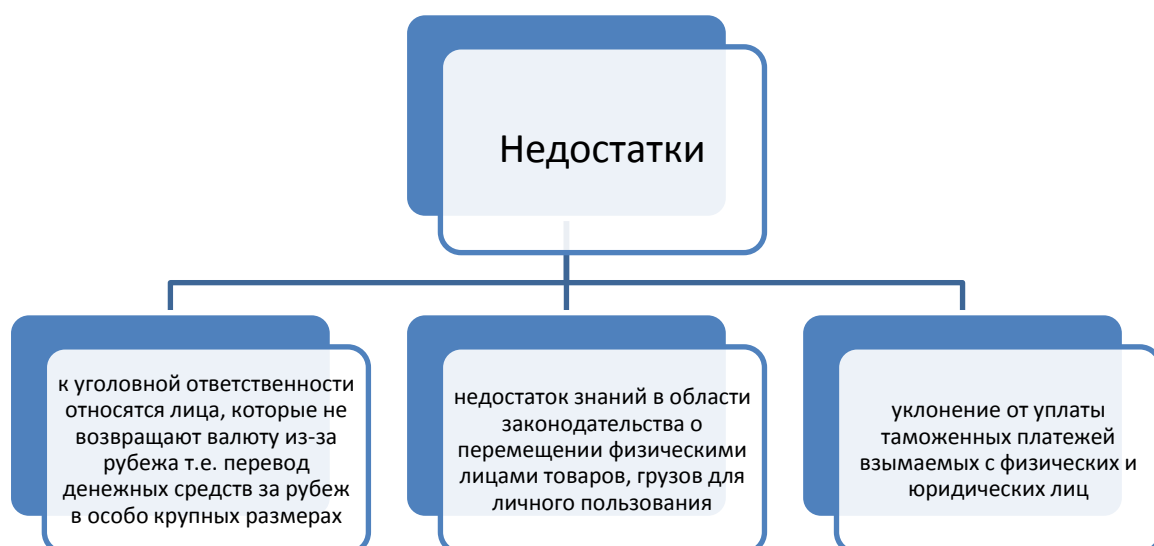 Недостатки
к уголовной ответственности
относятся лица, которые не
возвращают валюту из-за
рубежа т.е. перевод
денежных средств за рубеж
в особо крупных размерах
недостаток знаний в области
законодательства о
перемещении физическими
лицами товаров, грузов для
личного пользования
уклонение от уплаты
таможенных платежей
взымаемых с физических и
юридических лиц